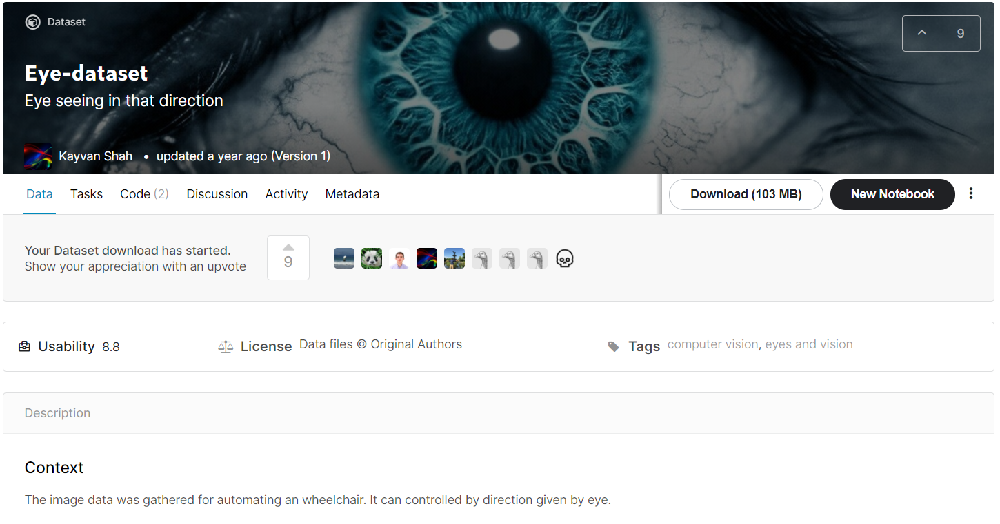 Dataset
9
Eye-dataset
Eye seeing in that direction
Kayvan Shah • updated a year ago (Version 1)
Data Tasks Code (2) Discussion Activity Metadata Download (103 MB) New Notebook
Your Dataset download has started.
Show your appreciation with an upvote
9
Usability 8.8 License Data files © Original Authors Tags computer vision, eyes and vision
Description
Context
The image data was gathered for automating an wheelchair. It can controlled by direction given by eye.